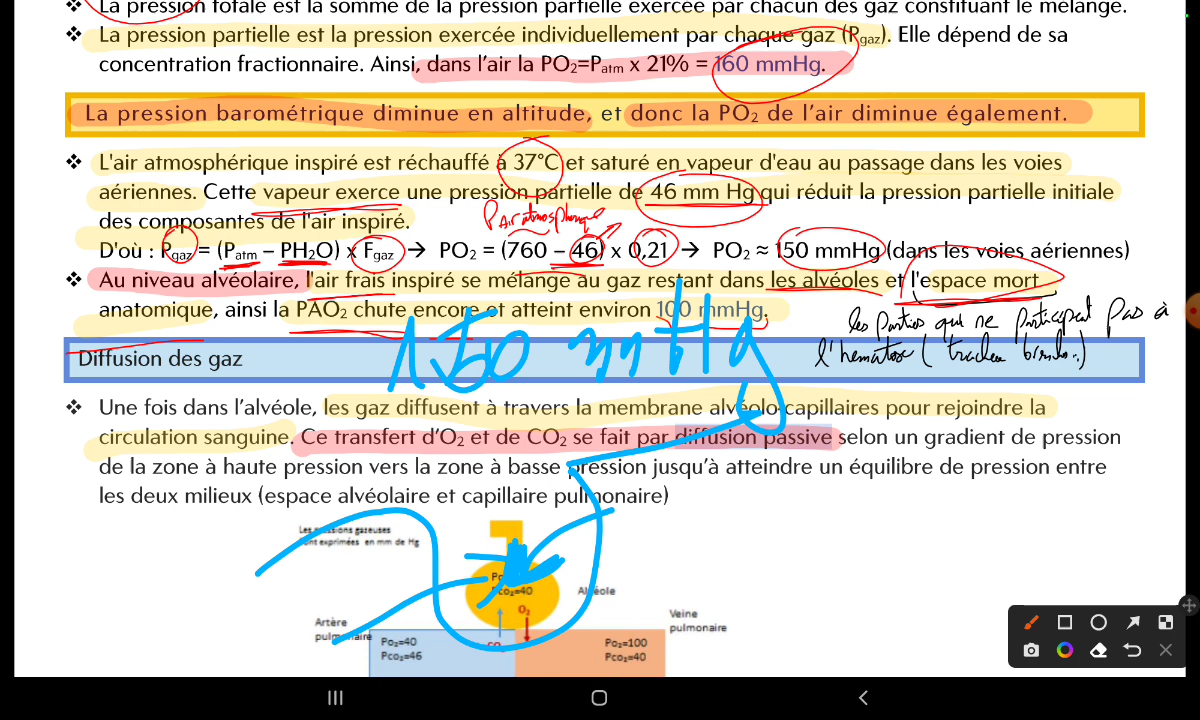 ❖ La pression totale est la somme de la pression partielle exercée par chacun des gaz constituant le mélange.
❖ La pression partielle est la pression exercée individuellement par chaque gaz (Pgaz). Elle dépend de sa
concentration fractionnaire. Ainsi, dans l'air la PO2=Patm x 21% = 160 mmHg.
La pression barométrique diminue en altitude, et donc la PO2 de l'air diminue également.
❖ L'air atmosphérique inspiré est réchauffé à 37°C et saturé en vapeur d'eau au passage dans les voies
aériennes. Cette vapeur exerce une pression partielle de 46 mm Hg qui réduit la pression partielle initiale
des composantes de l'air inspiré.
P Air atmosphérique
D'où : Pgaz = (Patm – PH2O) x Fgaz → PO2 = (760 – 46) x 0,21 → PO2 ≈ 150 mmHg (dans les voies aériennes)
❖ Au niveau alvéolaire, l'air frais inspiré se mélange au gaz restant dans les alvéoles et l'espace mort
anatomique, ainsi la PAO2 chute encore et atteint environ 100 mmHg.
les parties qui ne participent pas à
l'hématose (trachée
150 mmHg
Diffusion des gaz
❖ Une fois dans l'alvéole, les gaz diffusent à travers la membrane alvéolo-capillaires pour rejoindre la
circulation sanguine. Ce transfert d'O2 et de CO2 se fait par diffusion passive selon un gradient de pression
de la zone à haute pression vers la zone à basse pression jusqu'à atteindre un équilibre de pression entre
les deux milieux (espace alvéolaire et capillaire pulmonaire)
Les pressions gazeuses
sont exprimées en mm de Hg
Pco2=40
Alvéole
O2
Artère
pulmonaire
Veine
pulmonaire
Po2=40
Pco2=46
Po2=100
Pco2=40